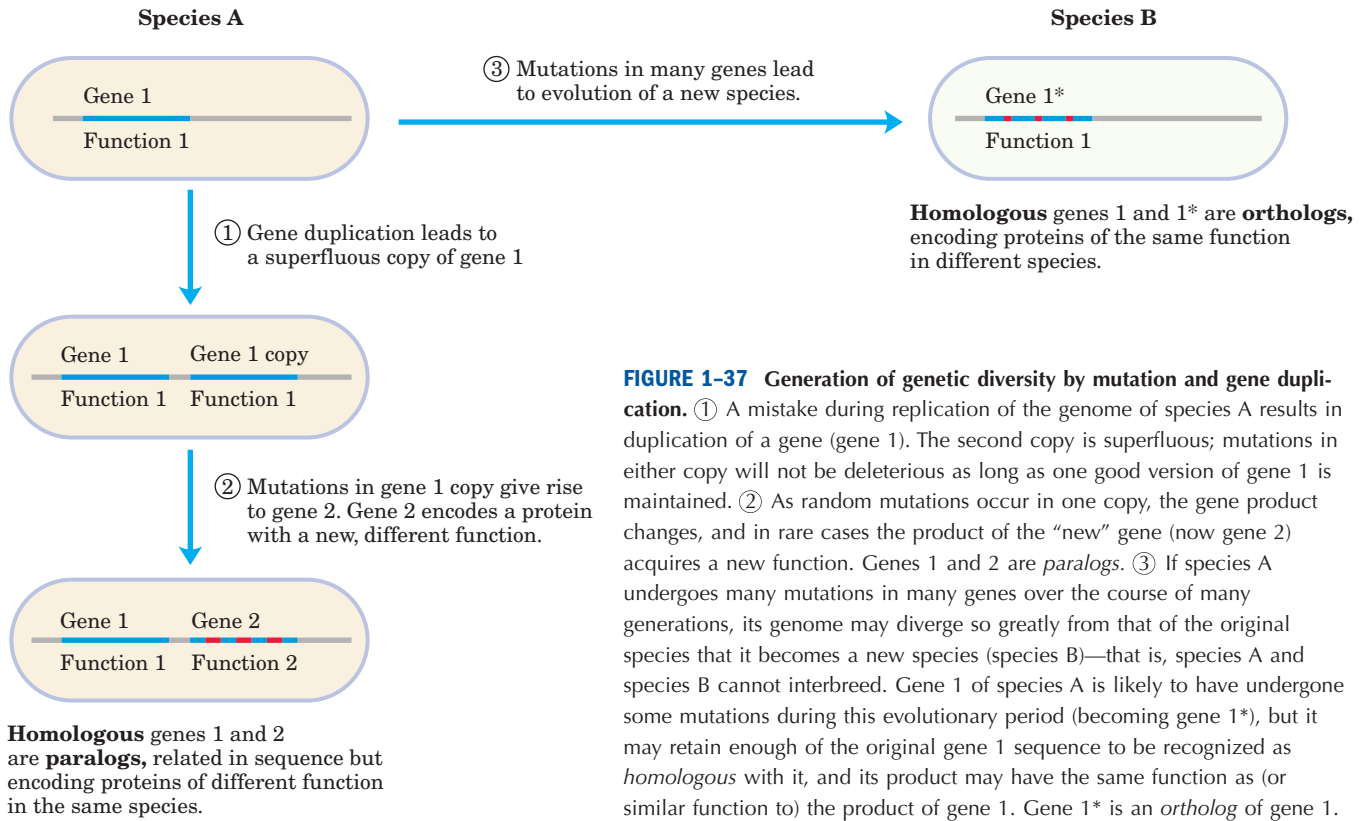 Species A
Species B
③ Mutations in many genes lead
to evolution of a new species.
Gene 1
Function 1
Gene 1*
Function 1
Homologous genes 1 and 1* are orthologs,
encoding proteins of the same function
in different species.
① Gene duplication leads to
a superfluous copy of gene 1
Gene 1 Gene 1 copy
Function 1 Function 1
② Mutations in gene 1 copy give rise
to gene 2. Gene 2 encodes a protein
with a new, different function.
Gene 1 Gene 2
Function 1 Function 2
Homologous genes 1 and 2
are paralogs, related in sequence but
encoding proteins of different function
in the same species.
FIGURE 1–37 Generation of genetic diversity by mutation and gene dupli-
cation. ① A mistake during replication of the genome of species A results in
duplication of a gene (gene 1). The second copy is superfluous; mutations in
either copy will not be deleterious as long as one good version of gene 1 is
maintained. ② As random mutations occur in one copy, the gene product
changes, and in rare cases the product of the “new” gene (now gene 2)
acquires a new function. Genes 1 and 2 are paralogs. ③ If species A
undergoes many mutations in many genes over the course of many
generations, its genome may diverge so greatly from that of the original
species that it becomes a new species (species B)—that is, species A and
species B cannot interbreed. Gene 1 of species A is likely to have undergone
some mutations during this evolutionary period (becoming gene 1*), but it
may retain enough of the original gene 1 sequence to be recognized as
homologous with it, and its product may have the same function as (or
similar function to) the product of gene 1. Gene 1* is an ortholog of gene 1.